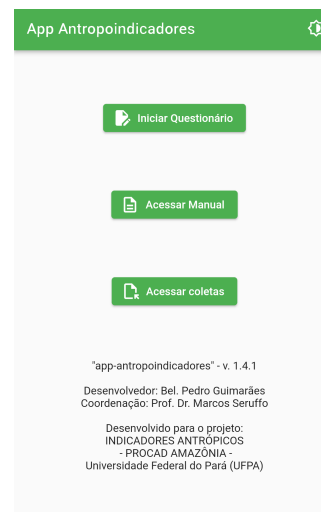 App Antropoindicadores
Iniciar Questionário
Acessar Manual
Acessar coletas
"app-antropoindicadores" - v. 1.4.1
Desenvolvedor: Bel. Pedro Guimarães
Coordenação: Prof. Dr. Marcos Seruffo
Desenvolvido para o projeto:
INDICADORES ANTRÓPICOS
- PROCAD AMAZÔNIA -
Universidade Federal do Pará (UFPA)